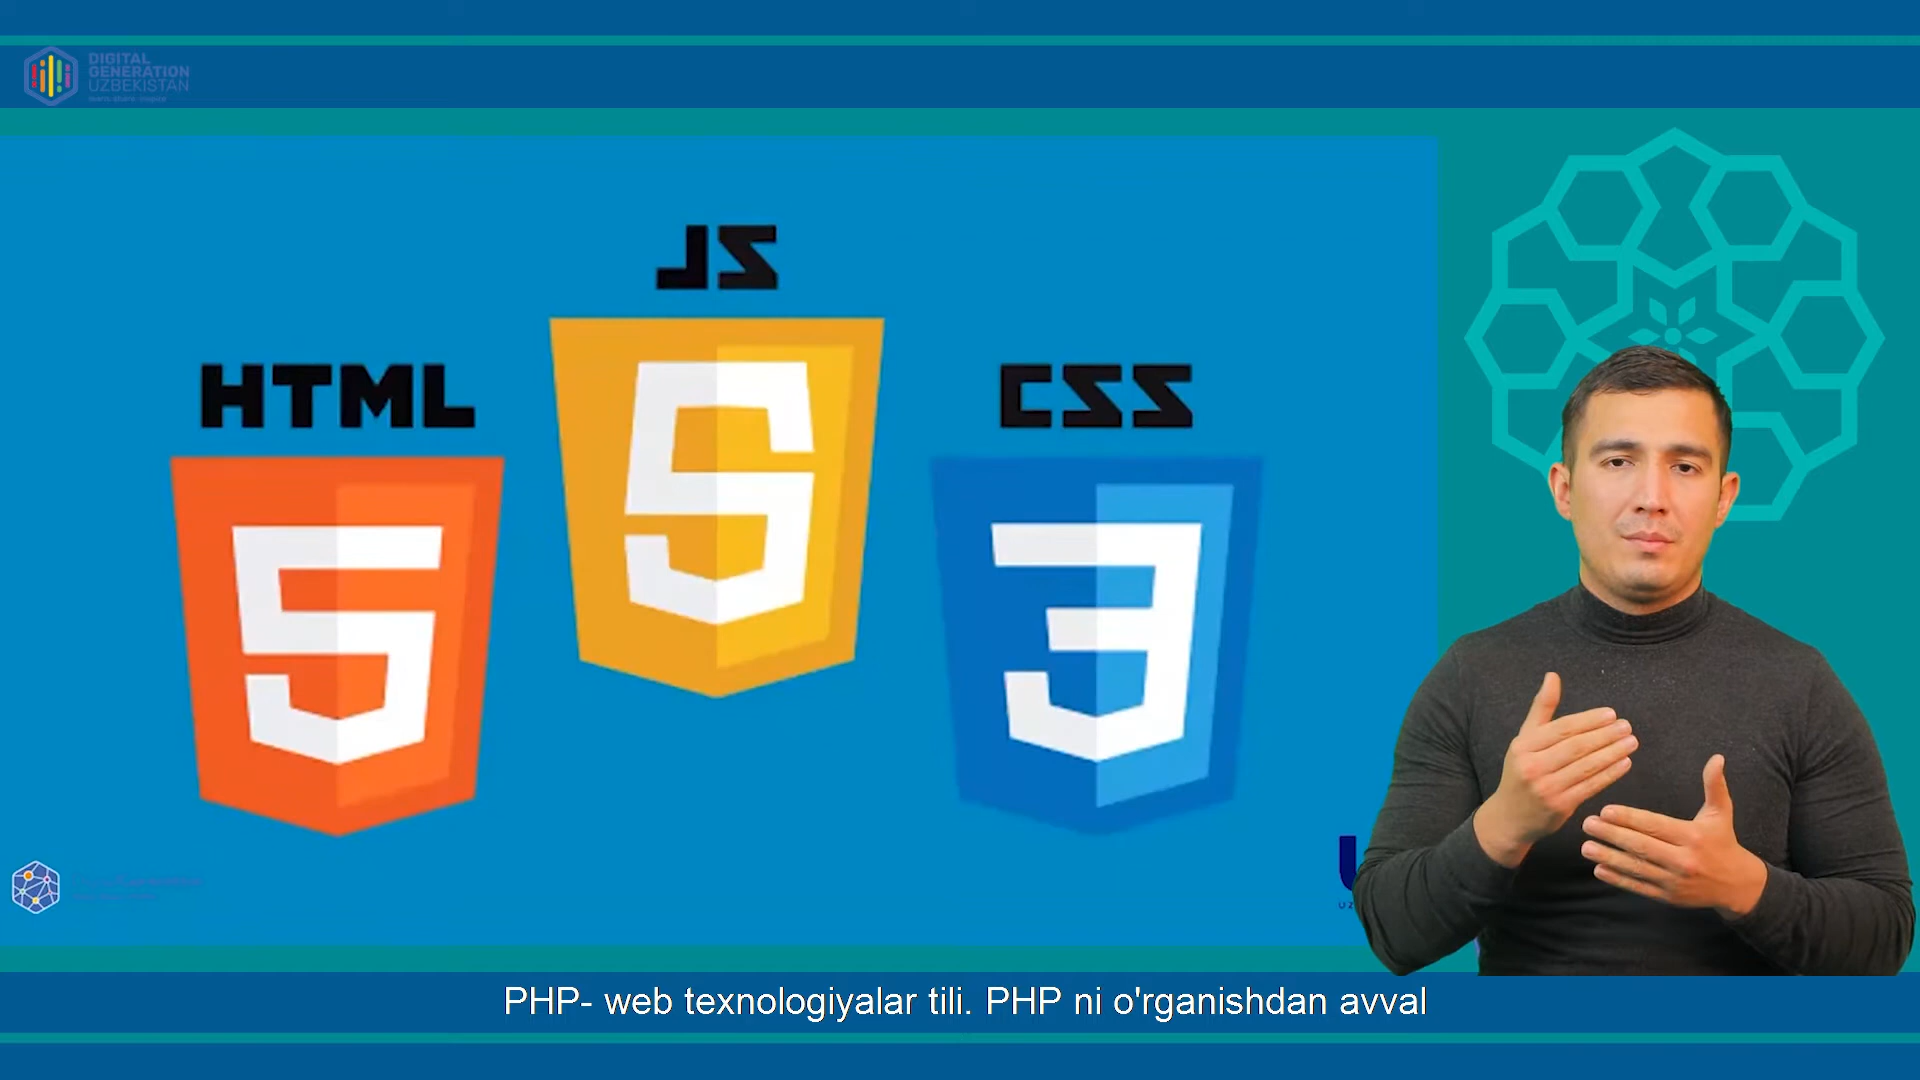 DIGITAL
GENERATION
UZBEKISTAN
JS
HTML
CSS
5
5
3
PHP- web texnologiyalar tili. PHP ni o'rganishdan avval